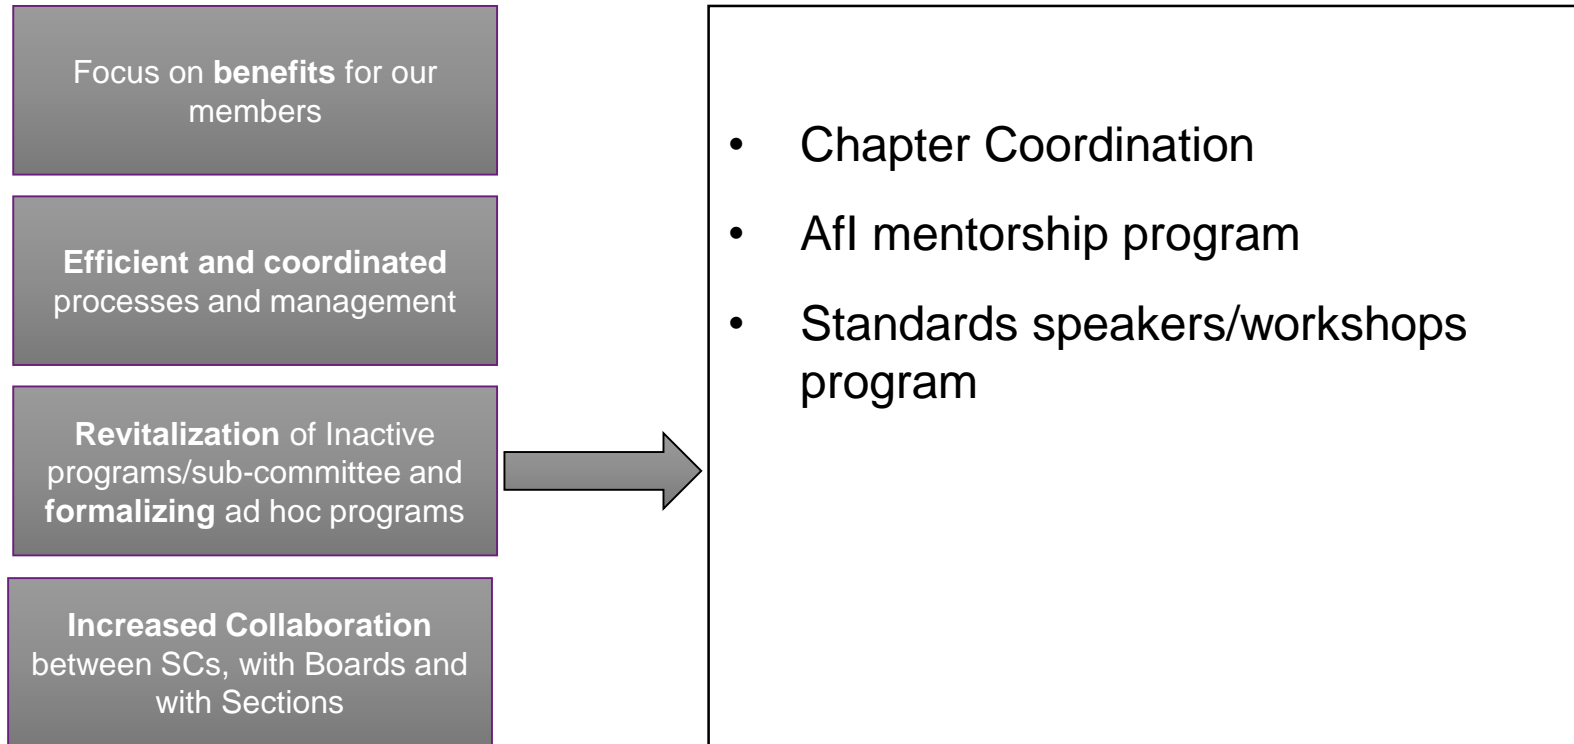 Focus on benefits for our
members
Efficient and coordinated
processes and management
Revitalization of Inactive
programs/sub-committee and
formalizing ad hoc programs
Increased Collaboration
between SCs, with Boards and
with Sections
• Chapter Coordination
• AfI mentorship program
• Standards speakers/workshops
program